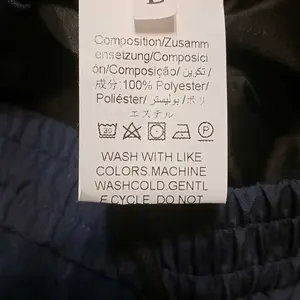 L
Composition/Zusamm
ensetzung/Composici
ón/Composição/تكوين/
成分:100% Polyester/
Poliéster/بوليستر/ポリ
エステル
WASH WITH LIKE
COLORS.MACHINE
WASHCOLD.GENTL
E CYCLE. DO NOT